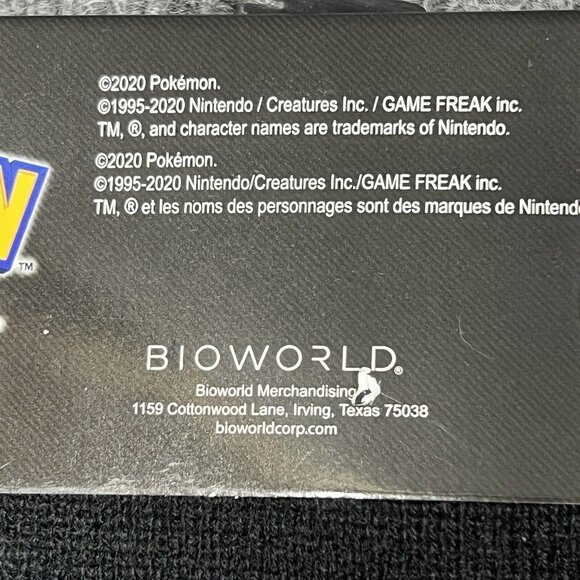 ©2020 Pokémon.
©1995-2020 Nintendo / Creatures Inc. / GAME FREAK inc.
TM, ®, and character names are trademarks of Nintendo.
©2020 Pokémon.
©1995-2020 Nintendo/Creatures Inc./GAME FREAK inc.
TM, ® et les noms des personnages sont des marques de Nintendo
N
TM
BIOWORLD®
Bioworld Merchandising
1159 Cottonwood Lane, Irving, Texas 75038
bioworldcorp.com